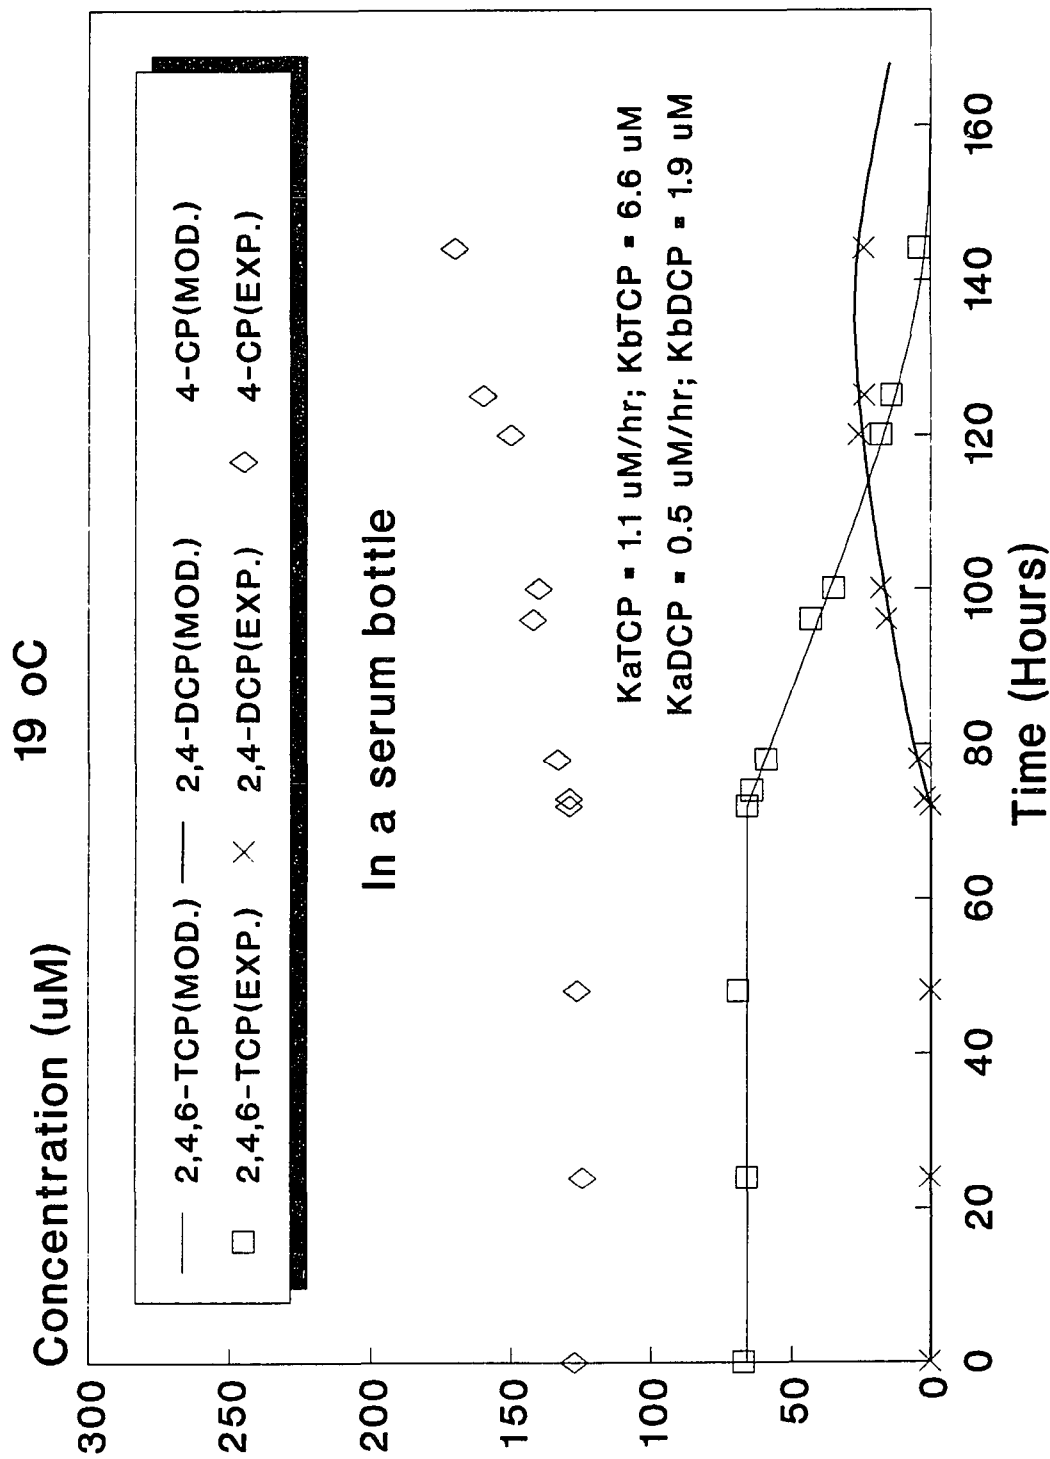 19 oC
Concentration (uM)
300
250
200
150
100
50
0
2,4,6-TCP(MOD.) 2,4-DCP(MOD.) 4-CP(MOD.)
2,4,6-TCP(EXP.) 2,4-DCP(EXP.) 4-CP(EXP.)
In a serum bottle
KaTCP = 1.1 uM/hr; KbTCP = 6.6 uM
KaDCP = 0.5 uM/hr; KbDCP = 1.9 uM
0 20 40 60 80 100 120 140 160
Time (Hours)